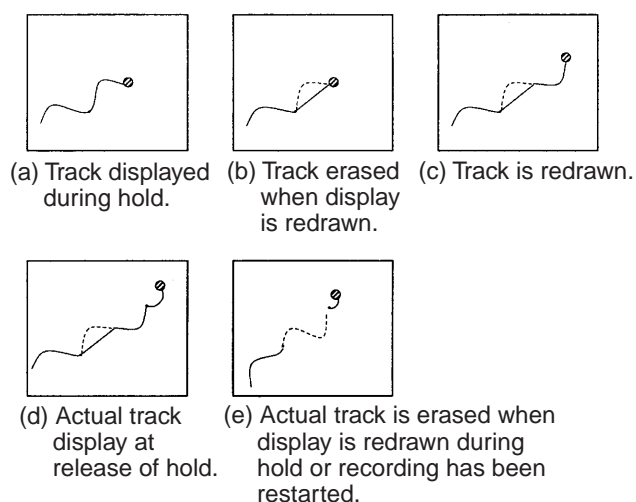 (a) Track displayed
during hold.
(b) Track erased
when display
is redrawn.
(c) Track is redrawn.
(d) Actual track
display at
release of hold.
(e) Actual track is erased when
display is redrawn during
hold or recording has been
restarted.